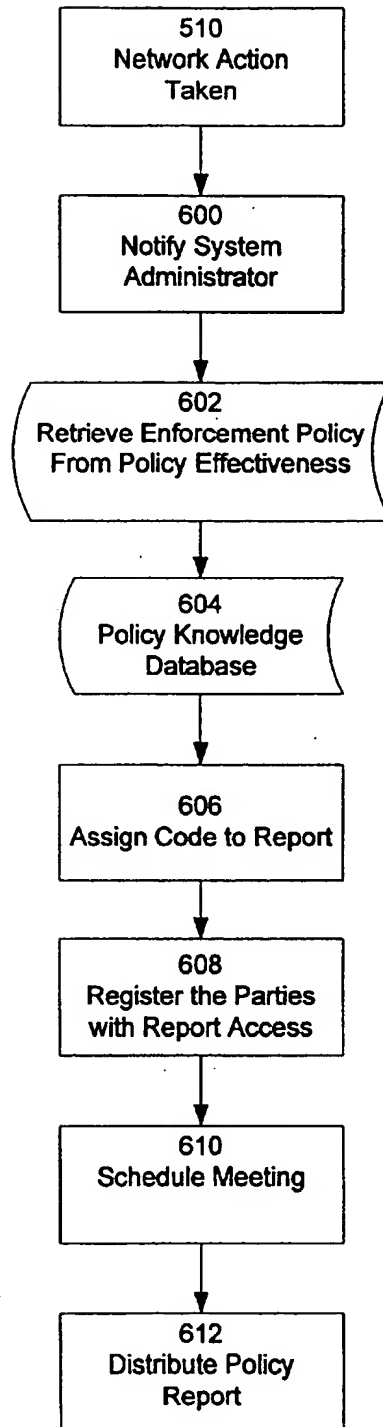 510
Network Action
Taken
600
Notify System
Administrator
602
Retrieve Enforcement Policy
From Policy Effectiveness
604
Policy Knowledge
Database
606
Assign Code to Report
608
Register the Parties
with Report Access
610
Schedule Meeting
612
Distribute Policy
Report